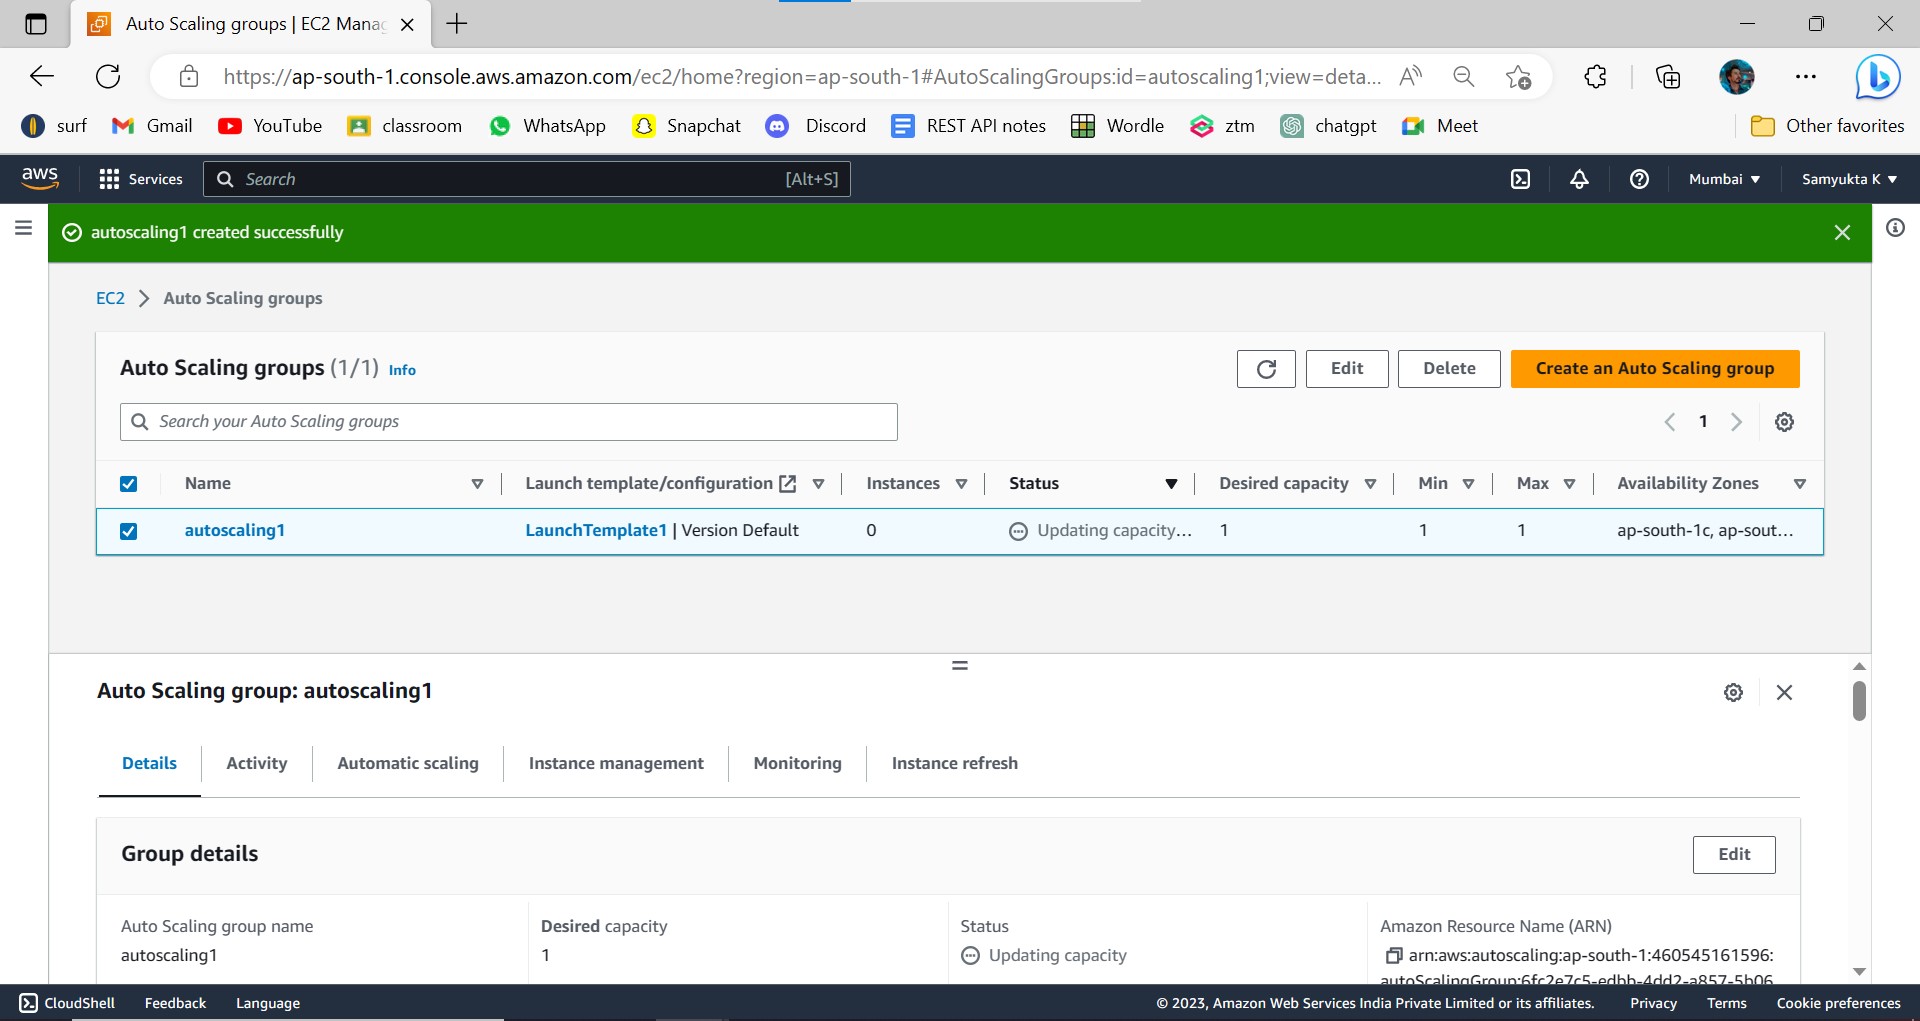 Auto Scaling groups | EC2 Manag
https://ap-south-1.console.aws.amazon.com/ec2/home?region=ap-south-1#AutoScalingGroups:id=autoscaling1;view=deta...
surf Gmail YouTube classroom WhatsApp Snapchat Discord REST API notes Wordle ztm chatgpt Meet Other favorites
aws Services Search [Alt+S] Mumbai Samyukta K
autoscaling1 created successfully
EC2 > Auto Scaling groups
Auto Scaling groups (1/1) Info Edit Delete Create an Auto Scaling group
Search your Auto Scaling groups 1
Name Launch template/configuration Instances Status Desired capacity Min Max Availability Zones
autoscaling1 LaunchTemplate1 | Version Default 0 Updating capacity... 1 1 1 ap-south-1c, ap-sout...
Auto Scaling group: autoscaling1
Details Activity Automatic scaling Instance management Monitoring Instance refresh
Group details Edit
Auto Scaling group name Desired capacity Status Amazon Resource Name (ARN)
autoscaling1 1 Updating capacity arn:aws:autoscaling:ap-south-1:460545161596:
autoScalingGroup:6fc2e7c5-edbb-4dd2-a857-5b06
CloudShell Feedback Language © 2023, Amazon Web Services India Private Limited or its affiliates. Privacy Terms Cookie preferences